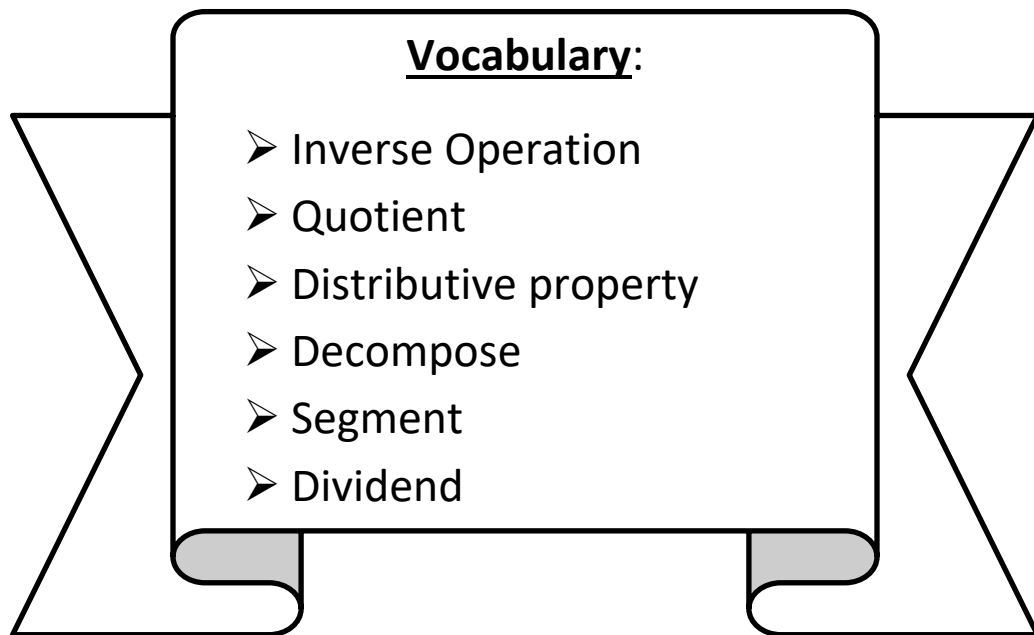 Vocabulary:
➢ Inverse Operation
➢ Quotient
➢ Distributive property
➢ Decompose
➢ Segment
➢ Dividend